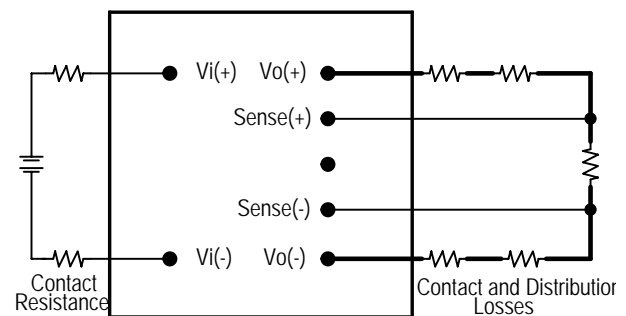 Vi(+) Vo(+)
Sense(+)
Sense(-)
Vi(-) Vo(-)
Contact
Resistance
Contact and Distribution
Losses